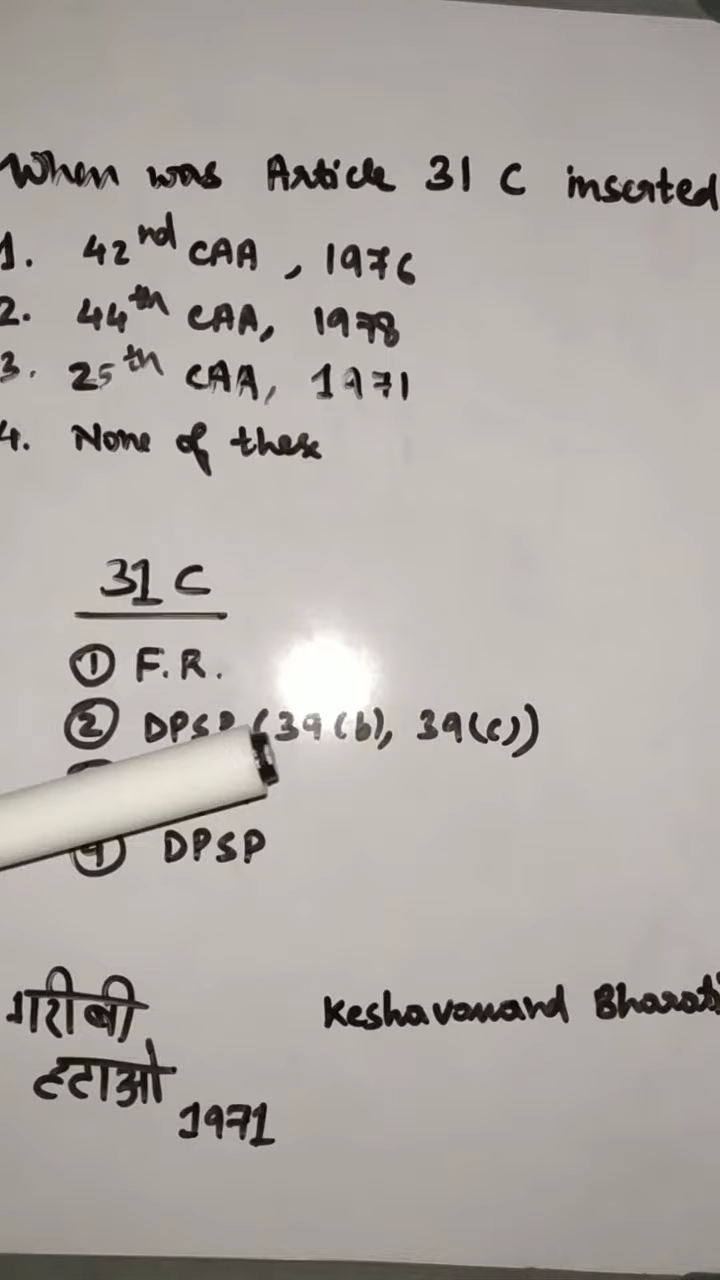 When was Article 31 C inserted
1. 42nd CAA, 1976
2. 44th CAA, 1978
3. 25th CAA, 1971
4. None of these
31 C
① F.R.
② DPSP (39(b), 39(c))
④ DPSP
गरीबी Keshavanand Bharati
हटाओ
1971